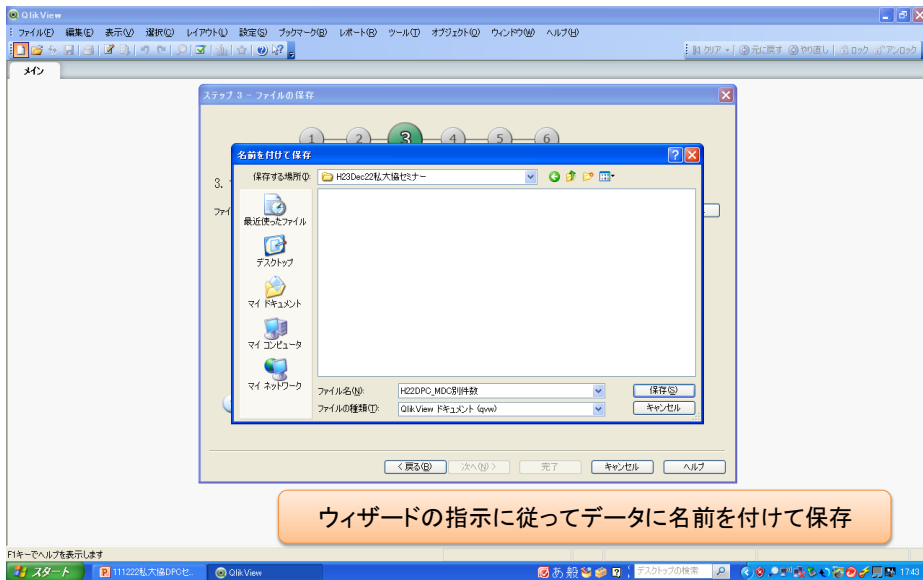 QlikView
ファイル(F) 編集(E) 表示(V) 選択(C) レイアウト(L) 設定(S) ブックマーク(B) レポート(R) ツール(T) オブジェクト(O) ウィンドウ(W) ヘルプ(H)
クリア 元に戻す やり直し ロック アンロック
メイン
ステップ 3 - ファイルの保存
1 2 3 4 5 6
名前を付けて保存
保存する場所(I): H23Dec22私大協セミナー
3.
ファイ
最近使ったファイル
デスクトップ
マイ ドキュメント
マイ コンピュータ
マイ ネットワーク
ファイル名(N): H22DPC_MDC別件数 保存(S)
ファイルの種類(T): QlikView ドキュメント (qvw) キャンセル
< 戻る(B) 次へ(N) > 完了 キャンセル ヘルプ
ウィザードの指示に従ってデータに名前を付けて保存
F1キーでヘルプを表示します
スタート 111222私大協DPCセ.. QlikView あ 般 デスクトップの検索 17:48